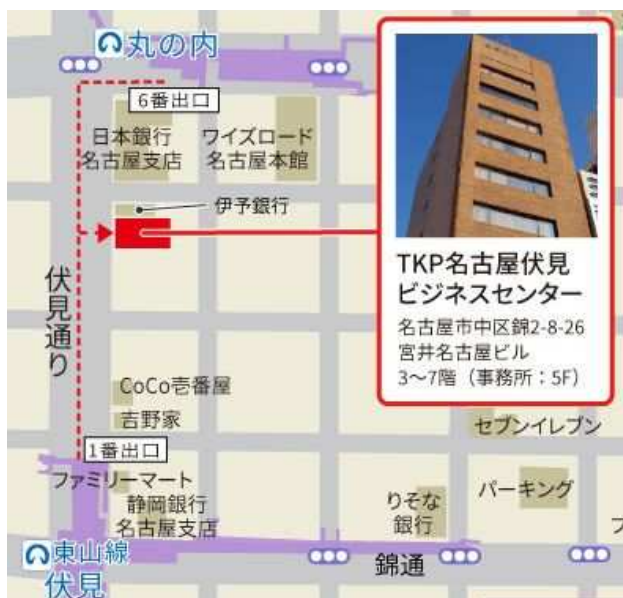 丸の内
6番出口
日本銀行
名古屋支店
ワイズロード
名古屋本館
伊予銀行
TKP名古屋伏見
ビジネスセンター
名古屋市中区錦2-8-26
宮井名古屋ビル
3～7階（事務所：5F）
伏見通り
CoCo壱番屋
吉野家
1番出口
ファミリーマート
静岡銀行
名古屋支店
セブンイレブン
パーキング
りそな
銀行
東山線
伏見
錦通